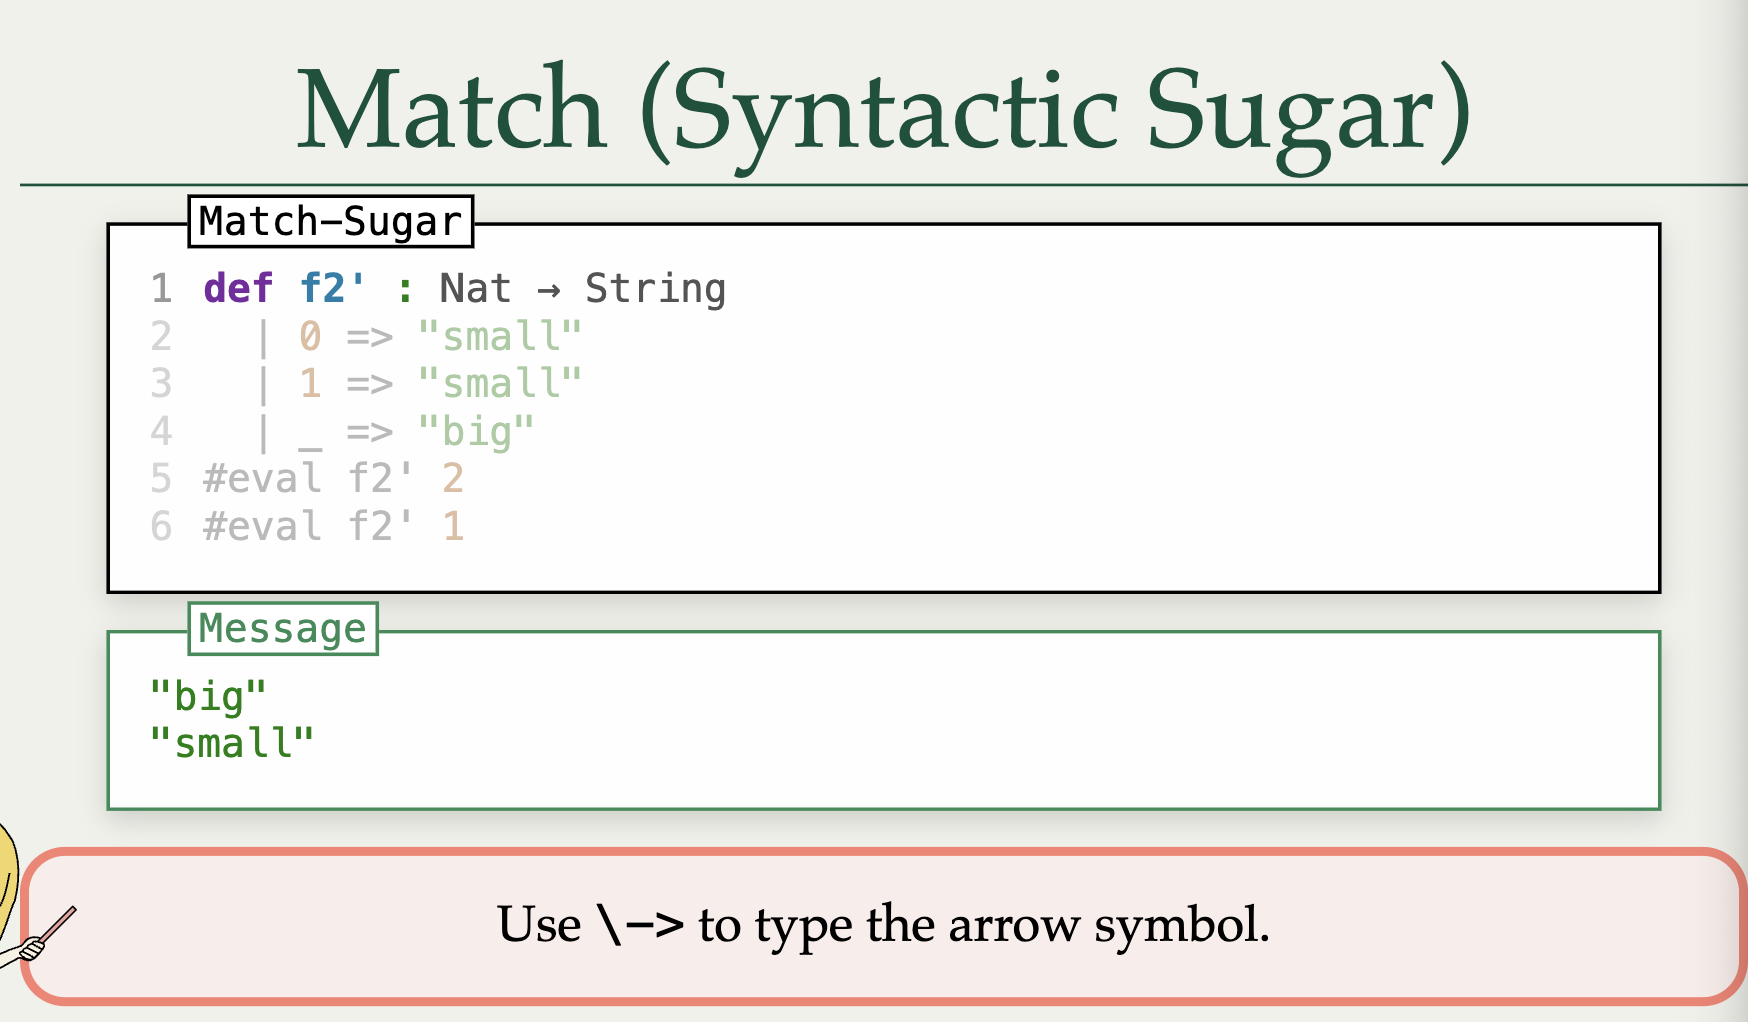 Match (Syntactic Sugar)
Match-Sugar
1 def f2' : Nat → String
2   | 0 => "small"
3   | 1 => "small"
4   | _ => "big"
5 #eval f2' 2
6 #eval f2' 1
Message
"big"
"small"
Use \-> to type the arrow symbol.